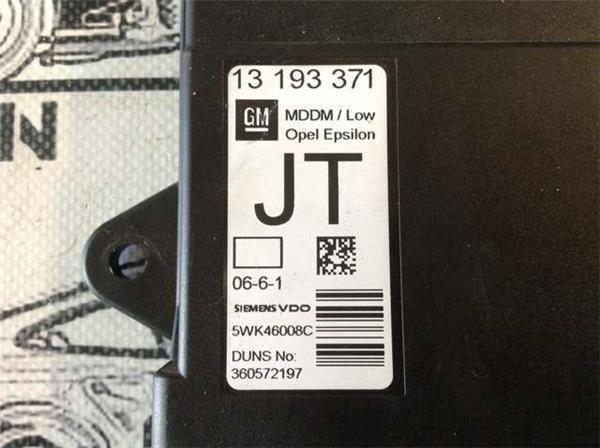 13 193 371
GM
MDDM / Low
Opel Epsilon
JT
06-6-1
SIEMENS VDO
5WK46008C
DUNS No:
360572197